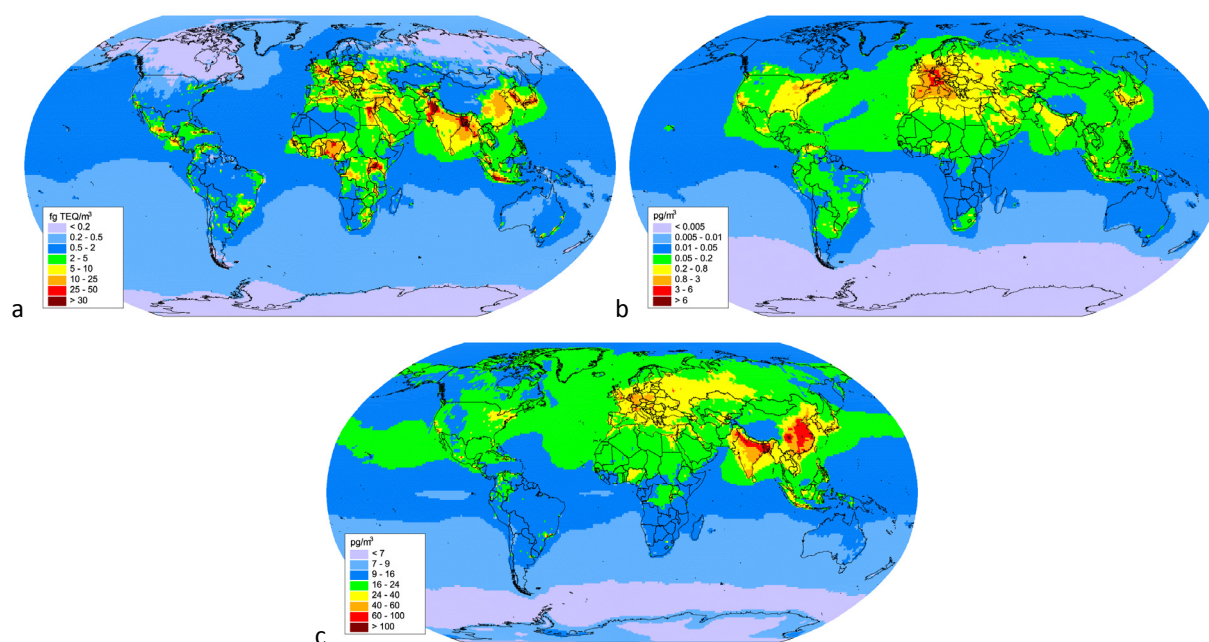 fg TEQ/m³
< 0.2
0.2 - 0.5
0.5 - 2
2 - 5
5 - 10
10 - 25
25 - 50
> 30
a
pg/m³
< 0.005
0.005 - 0.01
0.01 - 0.05
0.05 - 0.2
0.2 - 0.8
0.8 - 3
3 - 6
> 6
b
pg/m³
< 7
7 - 9
9 - 16
16 - 24
24 - 40
40 - 60
60 - 100
> 100
c